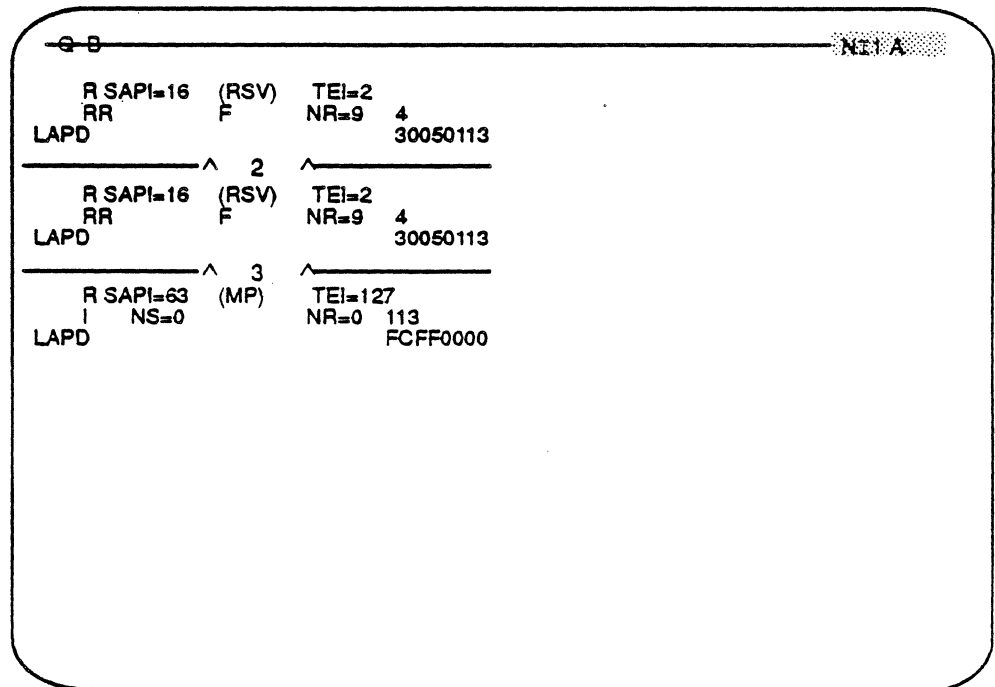 R SAPI=16 (RSV) TEI=2
RR F NR=9 4
LAPD 30050113
^ 2 ^
R SAPI=16 (RSV) TEI=2
RR F NR=9 4
LAPD 30050113
^ 3 ^
R SAPI=63 (MP) TEI=127
I NS=0 NR=0 113
LAPD FCFF0000